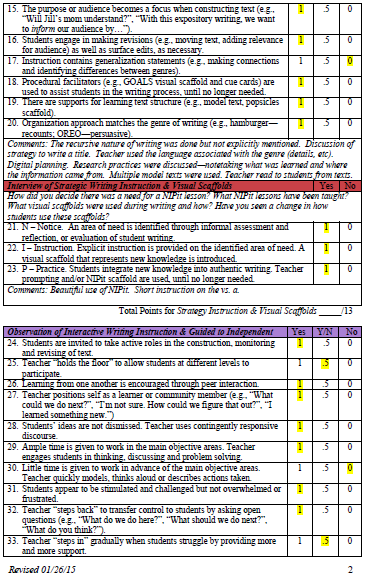 15. The purpose or audience becomes a focus when constructing text (e.g., 1 .5 0
"Will Jill's mom understand?", "With this expository writing, we want
to inform our audience by…").
16. Students engage in making revisions (e.g., moving text, adding relevance 1 .5 0
for audience) as well as surface edits, as necessary.
17. Instruction contains generalization statements (e.g., making connections 1 .5 0
and identifying differences between genres).
18. Procedural facilitators (e.g., GOALS visual scaffold and cue cards) are 1 .5 0
used to assist students in the writing process, until no longer needed.
19. There are supports for learning text structure (e.g., model text, popsicles 1 .5 0
scaffold).
20. Organization approach matches the genre of writing (e.g., hamburger— 1 .5 0
recounts; OREO—persuasive).
Comments: The recursive nature of writing was done but not explicitly mentioned. Discussion of
strategy to write a title. Teacher used the language associated with the genre (details, etc).
Digital planning. Research practices were discussed—notetaking what was learned and where
the information came from. Multiple model texts were used. Teacher read to students from texts.
Interview of Strategic Writing Instruction & Visual Scaffolds Yes No
How did you decide there was a need for a NIPit lesson? What NIPit lessons have been taught?
What visual scaffolds were used during writing and how? Have you seen a change in how
students use these scaffolds?
21. N – Notice. An area of need is identified through informal assessment and 1 0
reflection, or evaluation of student writing.
22. I – Instruction. Explicit instruction is provided on the identified area of need. A 1 0
visual scaffold that represents new knowledge is introduced.
23. P – Practice. Students integrate new knowledge into authentic writing. Teacher 1 0
prompting and/or NIPit scaffold are used, until no longer needed.
Comments: Beautiful use of NIPit. Short instruction on the vs. a.
Total Points for Strategy Instruction & Visual Scaffolds _____/13
Observation of Interactive Writing Instruction & Guided to Independent Yes Y/N No
24. Students are invited to take active roles in the construction, monitoring 1 .5 0
and revising of text.
25. Teacher "holds the floor" to allow students at different levels to 1 .5 0
participate.
26. Learning from one another is encouraged through peer interaction. 1 .5 0
27. Teacher positions self as a learner or community member (e.g., "What 1 .5 0
could we do next?", "I'm not sure. How could we figure that out?", "I
learned something new.")
28. Students' ideas are not dismissed. Teacher uses contingently responsive 1 .5 0
discourse.
29. Ample time is given to work in the main objective areas. Teacher 1 .5 0
engages students in thinking, discussing and problem solving.
30. Little time is given to work in advance of the main objective areas. 1 .5 0
Teacher quickly models, thinks aloud or describes actions taken.
31. Students appear to be stimulated and challenged but not overwhelmed or 1 .5 0
frustrated.
32. Teacher "steps back" to transfer control to students by asking open 1 .5 0
questions (e.g., "What do we do here?", "What should we do next?",
"What do you think?").
33. Teacher "steps in" gradually when students struggle by providing more 1 .5 0
and more support.
Revised 01/26/15 2